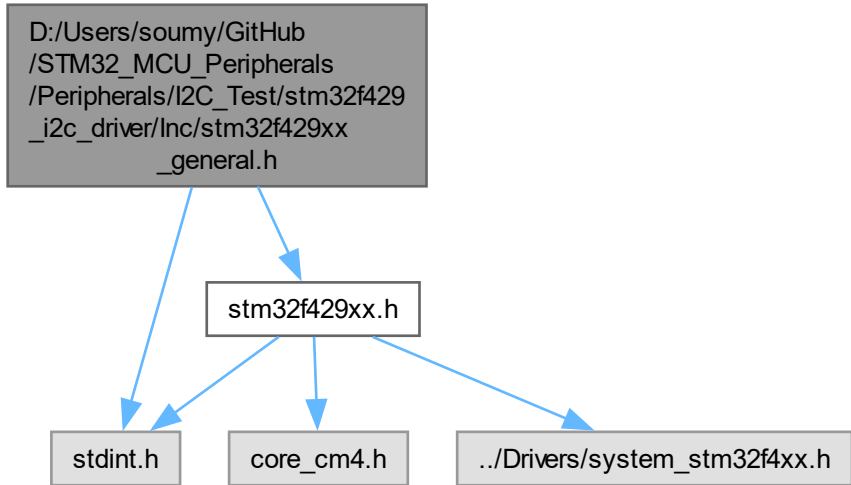 D:/Users/soumy/GitHub
/STM32_MCU_Peripherals
/Peripherals/I2C_Test/stm32f429
_i2c_driver/Inc/stm32f429xx
_general.h
stm32f429xx.h
stdint.h
core_cm4.h
../Drivers/system_stm32f4xx.h